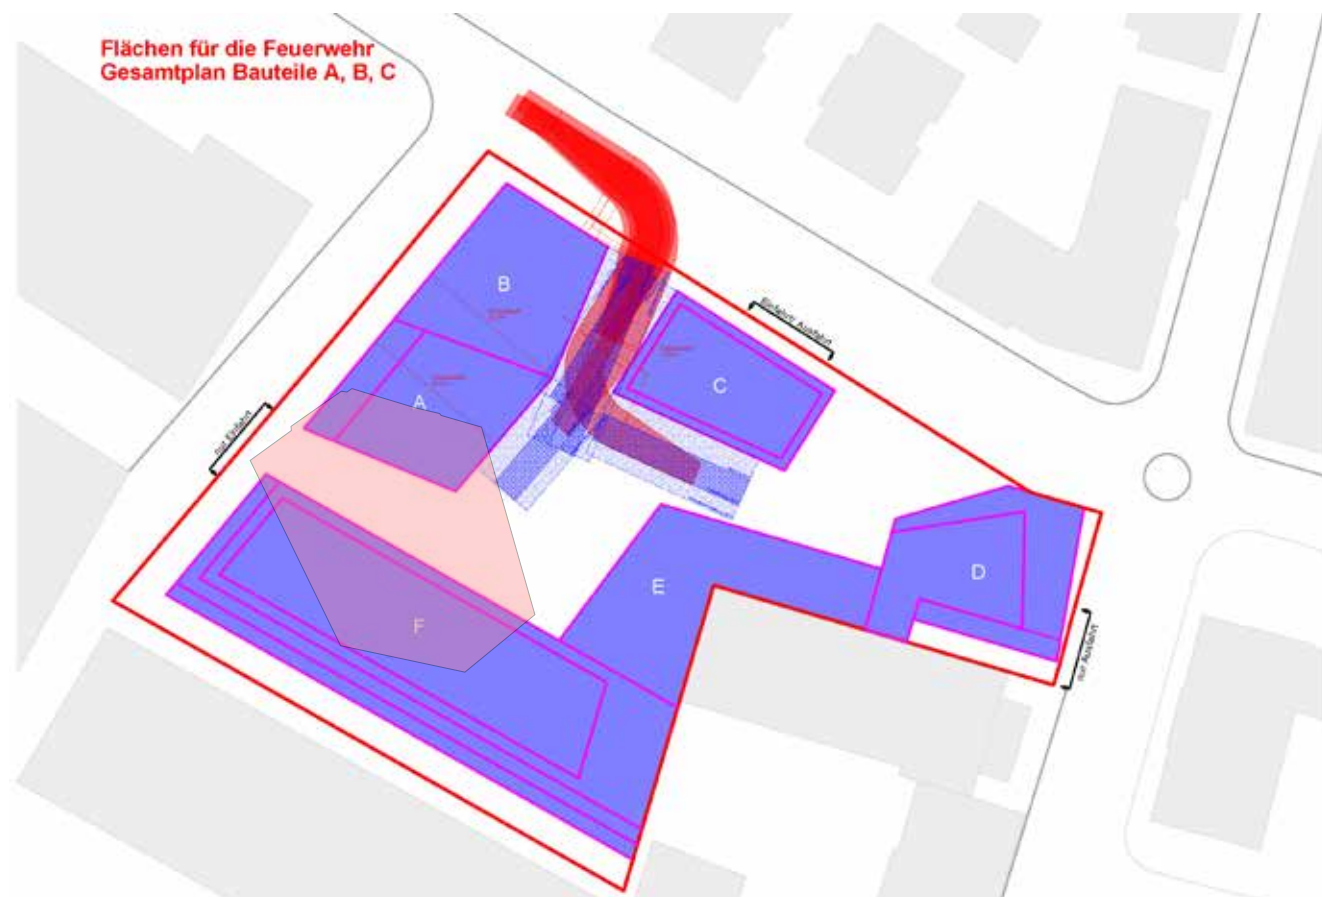 Flächen für die Feuerwehr
Gesamtplan Bauteile A, B, C
B
Einfahrt/ Ausfahrt
C
A
nur Einfahrt
D
E
F
nur Ausfahrt